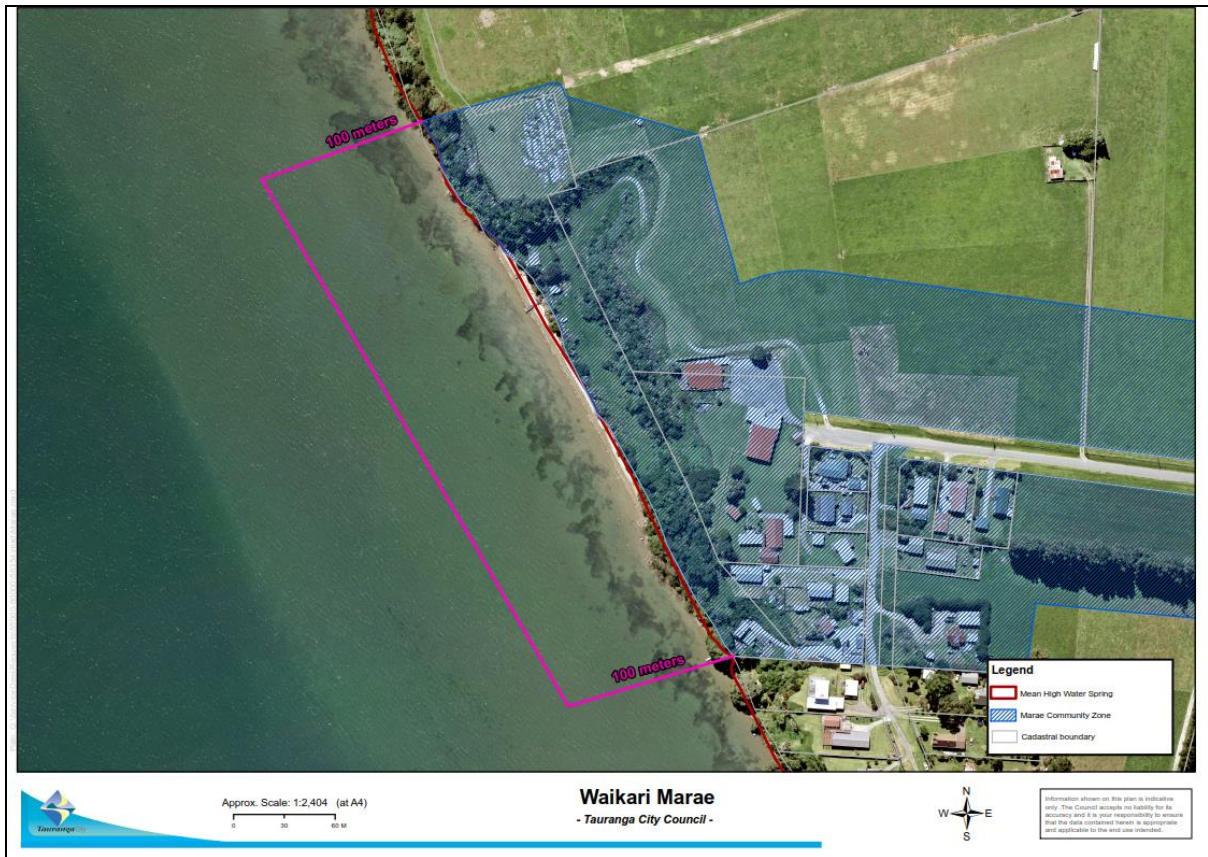 100 meters
100 meters
Legend
Mean High Water Spring
Marae Community Zone
Cadastral boundary
Tauranga City
Approx. Scale: 1:2,404 (at A4)
0 30 60 M
Waikari Marae
- Tauranga City Council -
N
W E
S
Information shown on this plan is indicative
only. The Council accepts no liability for its
accuracy and it is your responsibility to ensure
that the data contained herein is appropriate
and applicable to the end use intended.